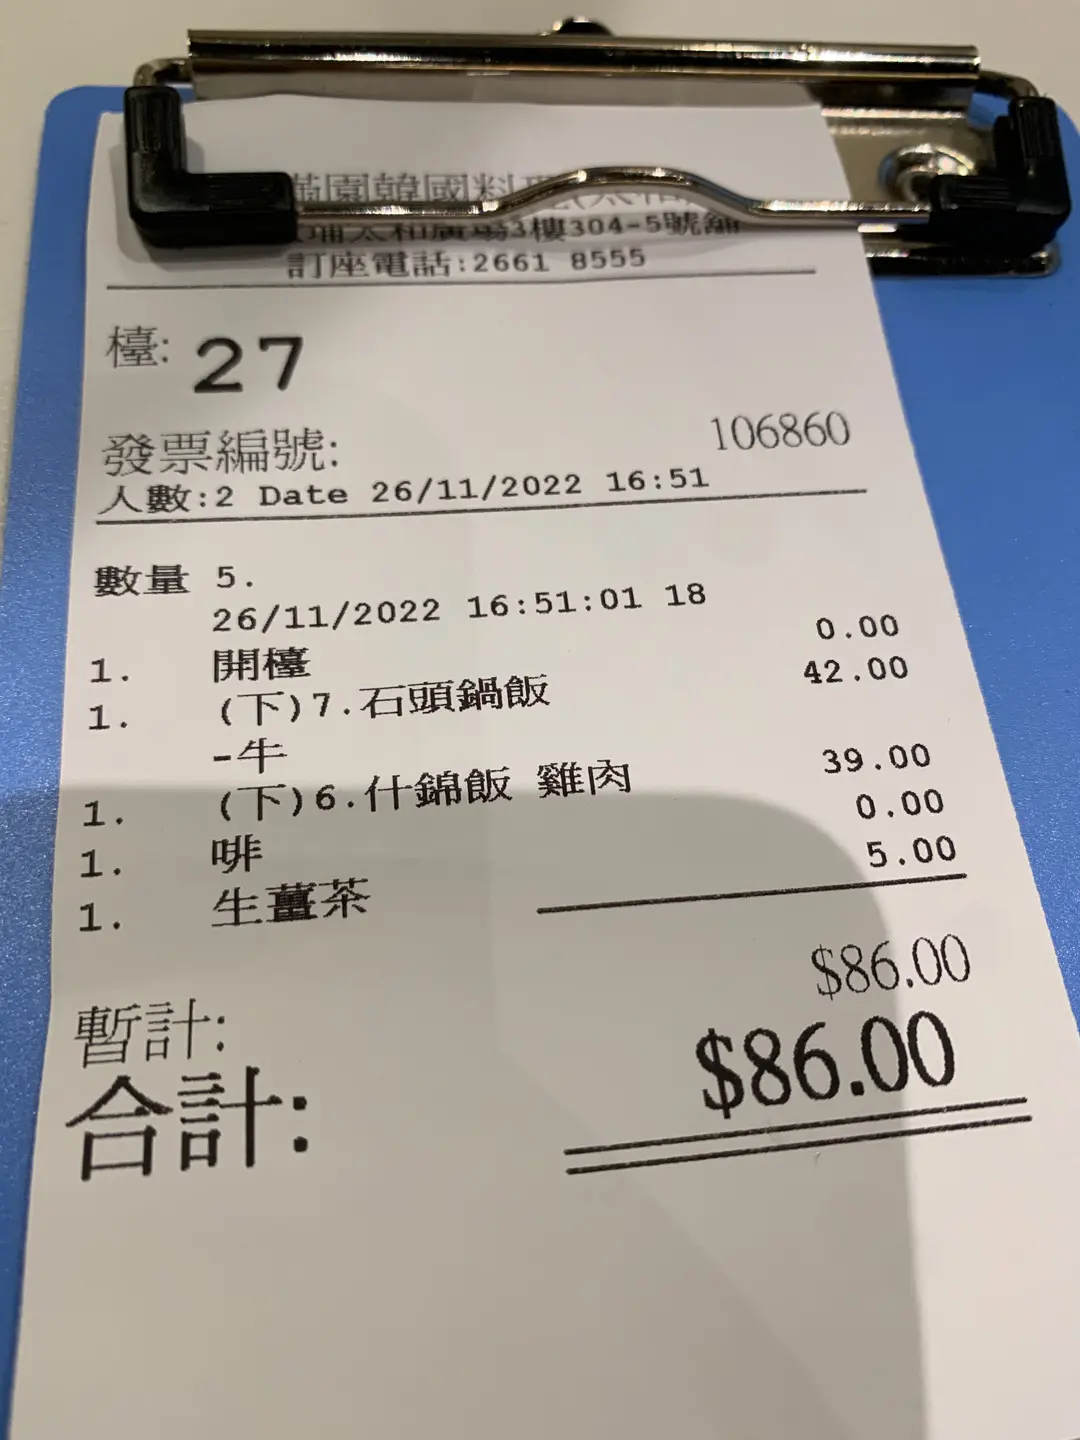 園韓國料
太和廣場3樓304-5號舖
訂座電話:2661 8555
檯: 27
發票編號: 106860
人數:2 Date 26/11/2022 16:51
數量 5.
26/11/2022 16:51:01 18
1. 開檯 0.00
1. (下)7.石頭鍋飯 42.00
-牛
1. (下)6.什錦飯 雞肉 39.00
1. 啡 0.00
1. 生薑茶 5.00
暫計: $86.00
合計: $86.00